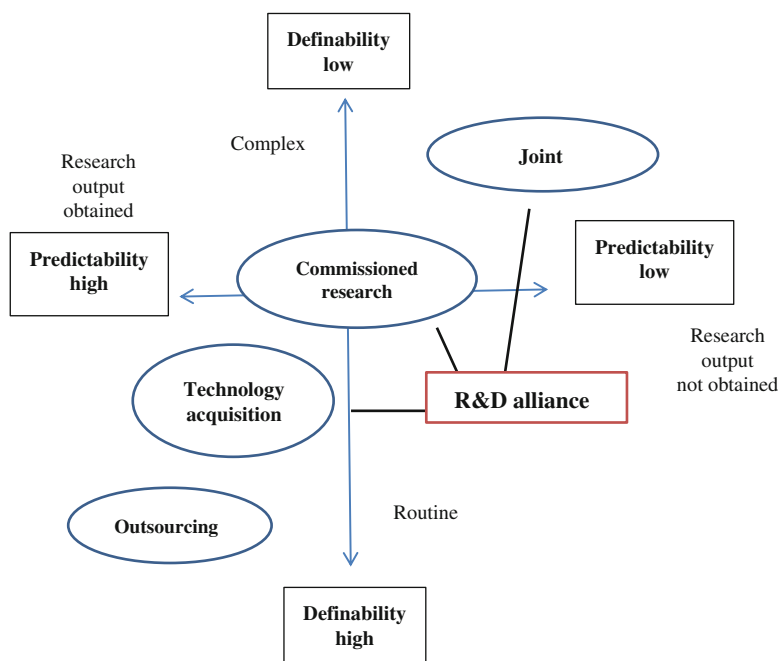 Definability
low
Complex
Joint
Research
output
obtained
Predictability
high
Commissioned
research
Predictability
low
Research
output
not obtained
Technology
acquisition
R&D alliance
Outsourcing
Routine
Definability
high